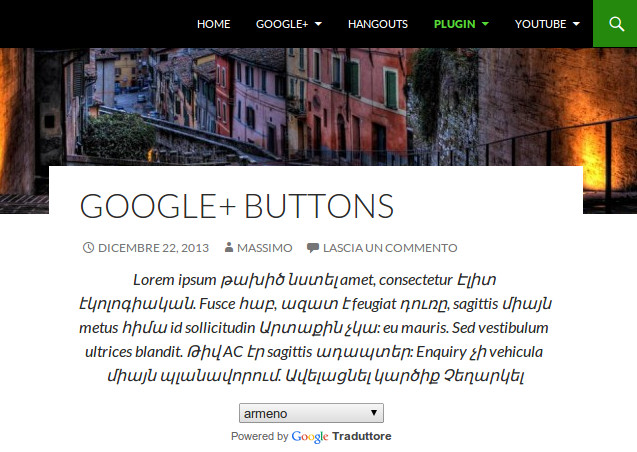 HOME GOOGLE+ HANGOUTS PLUGIN YOUTUBE
GOOGLE+ BUTTONS
DICEMBRE 22, 2013 MASSIMO LASCIA UN COMMENTO
Lorem ipsum թախիծ նստել amet, consectetur Էլիտ
էկոլոգիական. Fusce հաբ, ազատ է feugiat դուռը, sagittis միայն
metus հիմա id sollicitudin Արտաքին չկա: eu mauris. Sed vestibulum
ultrices blandit. Թիվ AC էր sagittis ադապտեր: Enquiry չի vehicula
միայն պլանավորում. Ավելացնել կարծիք Չեղարկել
armeno
Powered by Google Traduttore